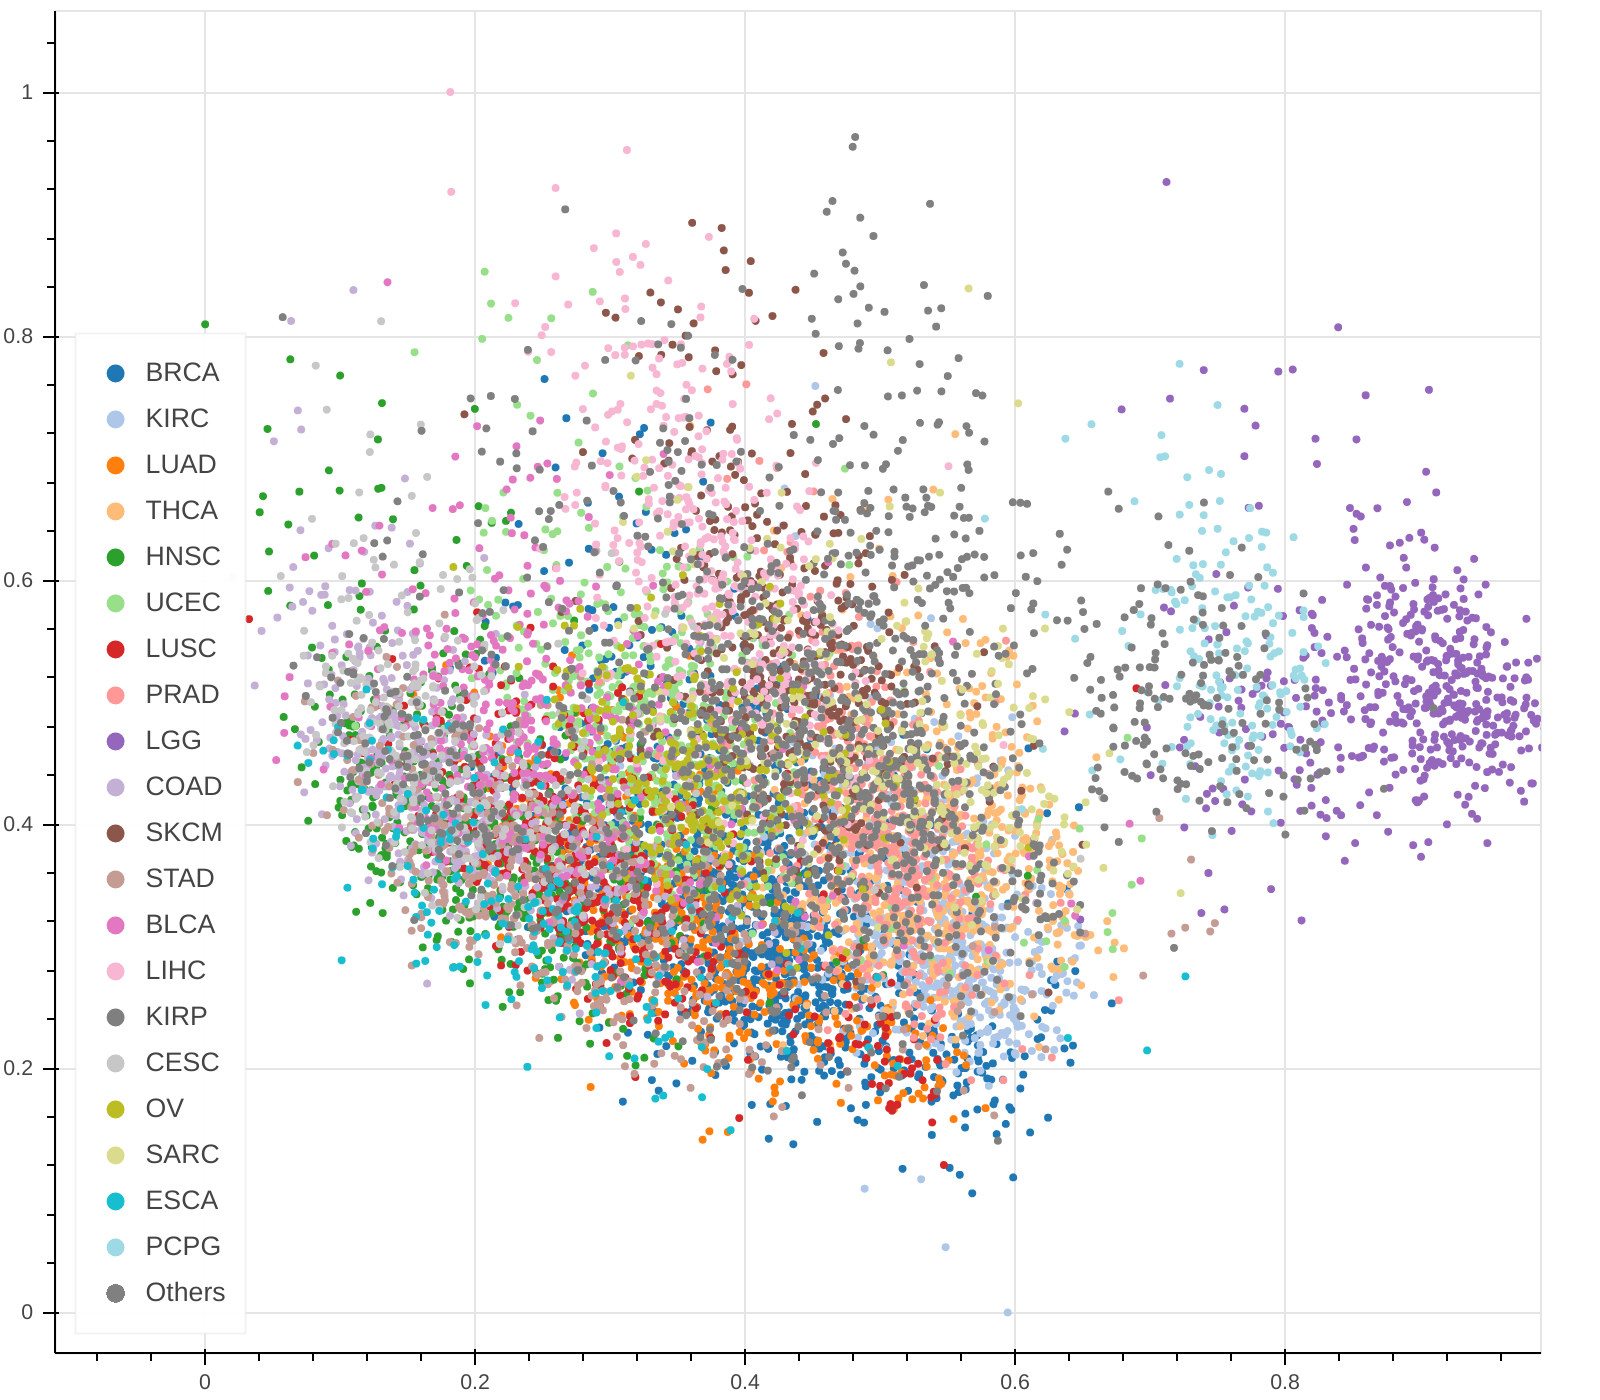 1
0.8
0.6
0.4
0.2
0
BRCA
KIRC
LUAD
THCA
HNSC
UCEC
LUSC
PRAD
LGG
COAD
SKCM
STAD
BLCA
LIHC
KIRP
CESC
OV
SARC
ESCA
PCPG
Others
0 0.2 0.4 0.6 0.8